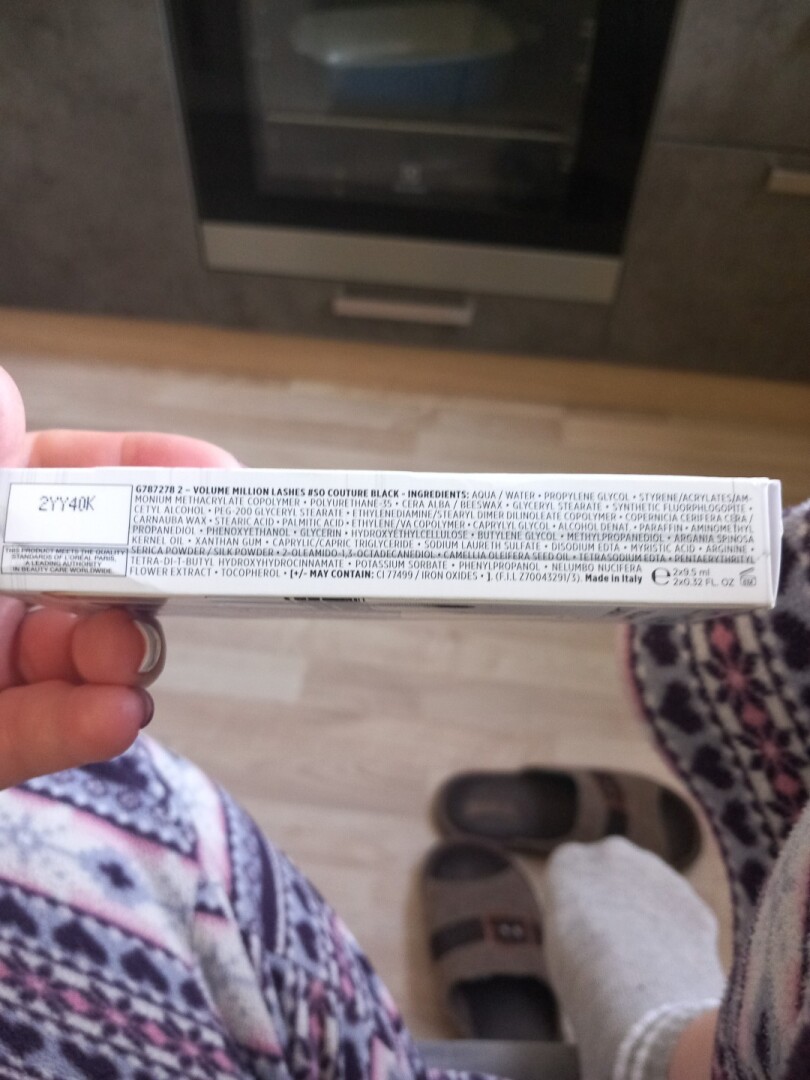 2YY40K
THIS PRODUCT MEETS THE QUALITY
STANDARDS OF L'ORÉAL PARIS,
A LEADING AUTHORITY
IN BEAUTY CARE WORLDWIDE.
G787278 2 - VOLUME MILLION LASHES #50 COUTURE BLACK - INGREDIENTS: AQUA / WATER • PROPYLENE GLYCOL • STYRENE/ACRYLATES/AM-
MONIUM METHACRYLATE COPOLYMER • POLYURETHANE-35 • CERA ALBA / BEESWAX • GLYCERYL STEARATE • SYNTHETIC FLUORPHLOGOPITE •
CETYL ALCOHOL • PEG-200 GLYCERYL STEARATE • ETHYLENEDIAMINE/STEARYL DIMER DILINOLEATE COPOLYMER • COPERNICIA CERIFERA CERA /
CARNAUBA WAX • STEARIC ACID • PALMITIC ACID • ETHYLENE/VA COPOLYMER • CAPRYLYL GLYCOL • ALCOHOL DENAT. • PARAFFIN • AMINOMETHYL
PROPANEDIOL • PHENOXYETHANOL • GLYCERIN • HYDROXYETHYLCELLULOSE • BUTYLENE GLYCOL • METHYLPROPANEDIOL • ARGANIA SPINOSA
KERNEL OIL • XANTHAN GUM • CAPRYLIC/CAPRIC TRIGLYCERIDE • SODIUM LAURETH SULFATE • DISODIUM EDTA • MYRISTIC ACID • ARGININE •
SERICA POWDER / SILK POWDER • 2-OLEAMIDO-1,3-OCTADECANEDIOL • CAMELLIA OLEIFERA SEED OIL • TETRASODIUM EDTA • PENTAERYTHRITYL
TETRA-DI-T-BUTYL HYDROXYHYDROCINNAMATE • POTASSIUM SORBATE • PHENYLPROPANOL • NELUMBO NUCIFERA
FLOWER EXTRACT • TOCOPHEROL • [+/- MAY CONTAIN: CI 77499 / IRON OXIDES • ]. (F.I.L Z70043291/3). Made in Italy
℮ 2x9.5 ml
2x0.32 FL. OZ
6M